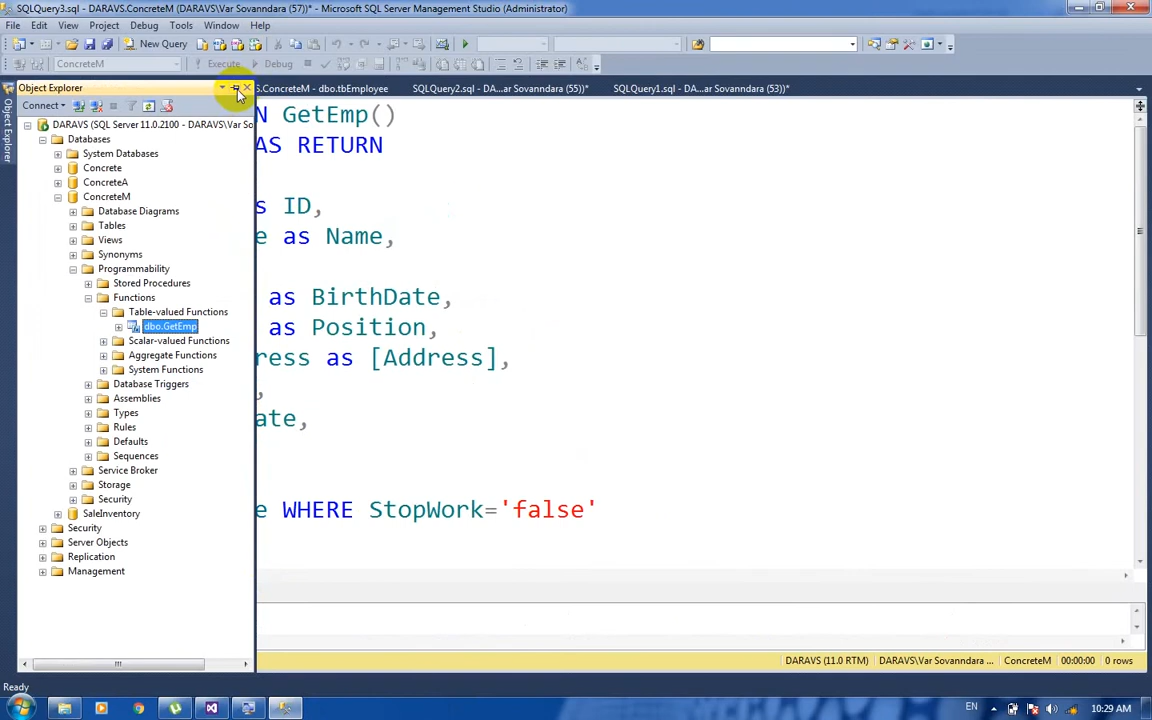 SQLQuery3.sql - DARAVS.ConcreteM (DARAVS\Var Sovanndara (57))* - Microsoft SQL Server Management Studio (Administrator)
File Edit View Project Debug Tools Window Help
New Query
ConcreteM Execute Debug
Object Explorer
S.ConcreteM - dbo.tbEmployee SQLQuery2.sql - DA...ar Sovanndara (55))* SQLQuery1.sql - DA...ar Sovanndara (53))*
Object Explorer
Connect
DARAVS (SQL Server 11.0.2100 - DARAVS\Var So
Databases
System Databases
Concrete
ConcreteA
ConcreteM
Database Diagrams
Tables
Views
Synonyms
Programmability
Stored Procedures
Functions
Table-valued Functions
dbo.GetEmp
Scalar-valued Functions
Aggregate Functions
System Functions
Database Triggers
Assemblies
Types
Rules
Defaults
Sequences
Service Broker
Storage
Security
SaleInventory
Security
Server Objects
Replication
Management
N GetEmp()
AS RETURN
s ID,
e as Name,
as BirthDate,
as Position,
ress as [Address],
,
ate,
e WHERE StopWork='false'
DARAVS (11.0 RTM) DARAVS\Var Sovanndara ... ConcreteM 00:00:00 0 rows
Ready
EN 10:29 AM